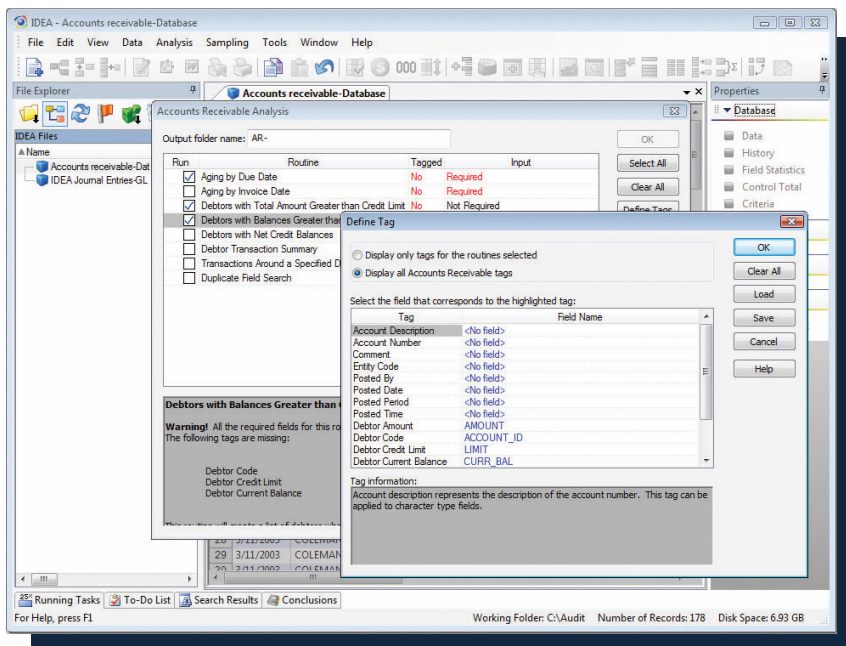 IDEA - Accounts receivable-Database
File Edit View Data Analysis Sampling Tools Window Help
000
File Explorer
Accounts receivable-Database
Properties
Database
Data
History
Field Statistics
Control Total
Criteria
IDEA Files
Name
Accounts receivable-Dat
IDEA Journal Entries-GL
Accounts Receivable Analysis
Output folder name: AR-
OK
Select All
Clear All
Define Tags
Run Routine Tagged Input
Aging by Due Date No Required
Aging by Invoice Date No Required
Debtors with Total Amount Greater than Credit Limit No Not Required
Debtors with Balances Greater than
Debtors with Net Credit Balances
Debtor Transaction Summary
Transactions Around a Specified D
Duplicate Field Search
Debtors with Balances Greater than
Warning! All the required fields for this ro
The following tags are missing:
Debtor Code
Debtor Credit Limit
Debtor Current Balance
Define Tag
Display only tags for the routines selected
Display all Accounts Receivable tags
Select the field that corresponds to the highlighted tag:
Tag Field Name
Account Description <No field>
Account Number <No field>
Comment <No field>
Entity Code <No field>
Posted By <No field>
Posted Date <No field>
Posted Period <No field>
Posted Time <No field>
Debtor Amount AMOUNT
Debtor Code ACCOUNT_ID
Debtor Credit Limit LIMIT
Debtor Current Balance CURR_BAL
OK
Clear All
Load
Save
Cancel
Help
Tag information:
Account description represents the description of the account number. This tag can be
applied to character type fields.
28 3/11/2003 COLEMAN
29 3/11/2003 COLEMAN
30 3/11/2003 COLEMAN
Running Tasks To-Do List Search Results Conclusions
For Help, press F1 Working Folder: C:\Audit Number of Records: 178 Disk Space: 6.93 GB